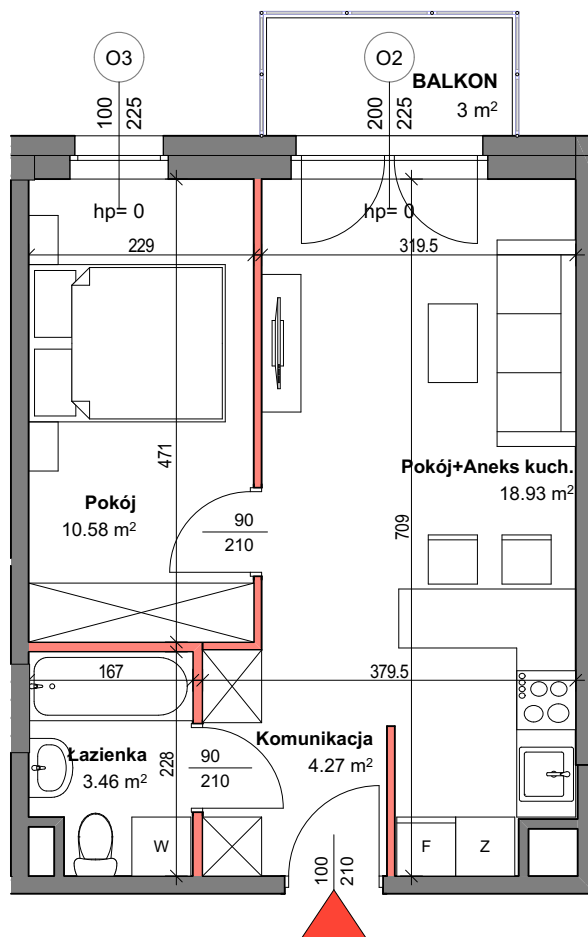 O3
O2
100
225
200
225
BALKON
3 m²
hp= 0
hp= 0
229
319.5
471
709
Pokój
10.58 m²
Pokój+Aneks kuch.
18.93 m²
90
210
167
379.5
Łazienka
3.46 m²
228
90
210
Komunikacja
4.27 m²
W
F
Z
100
210